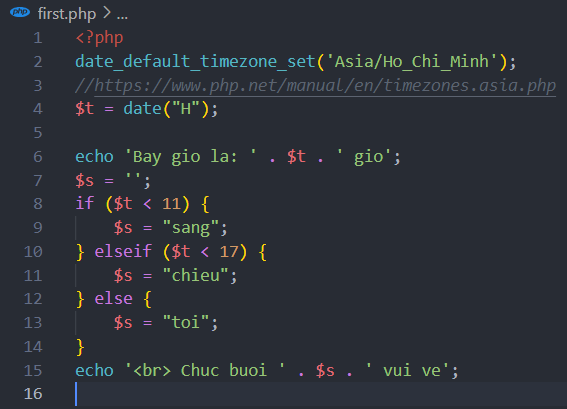 php first.php > ...
1 <?php
2 date_default_timezone_set('Asia/Ho_Chi_Minh');
3 //https://www.php.net/manual/en/timezones.asia.php
4 $t = date("H");
5
6 echo 'Bay gio la: ' . $t . ' gio';
7 $s = '';
8 if ($t < 11) {
9     $s = "sang";
10 } elseif ($t < 17) {
11     $s = "chieu";
12 } else {
13     $s = "toi";
14 }
15 echo '<br> Chuc buoi ' . $s . ' vui ve';
16